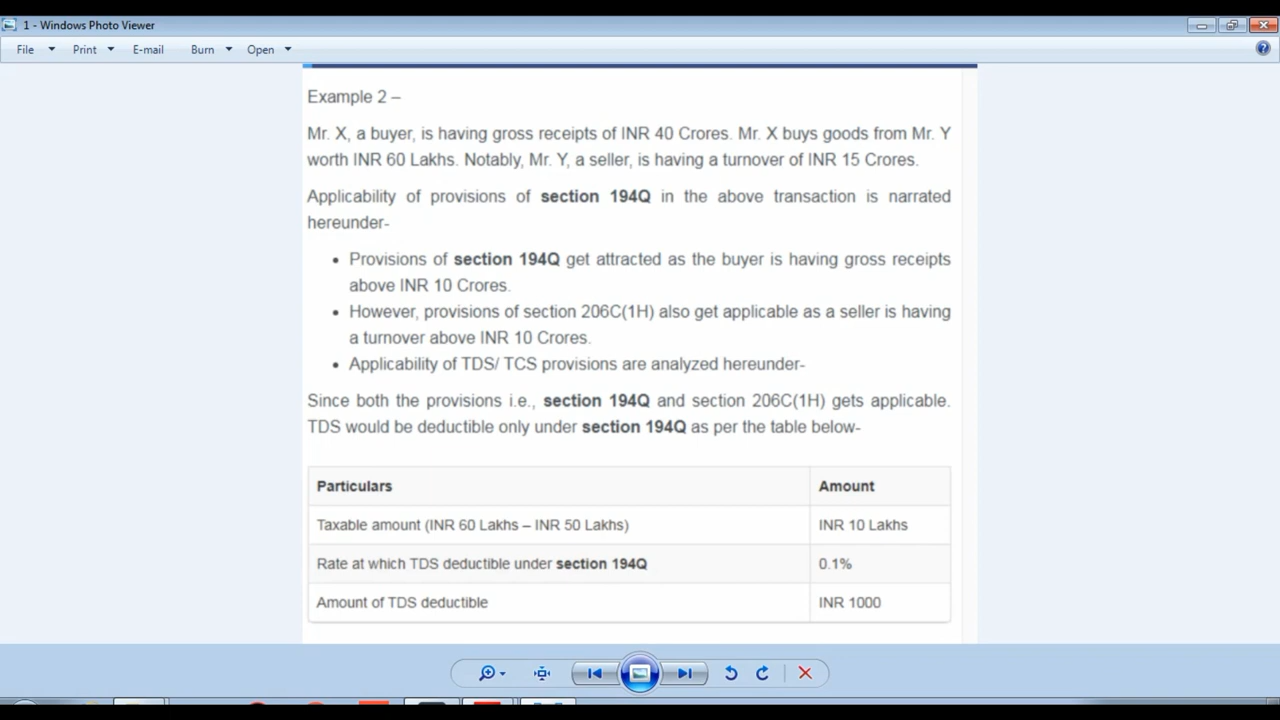 1 - Windows Photo Viewer
File Print E-mail Burn Open
Example 2 –
Mr. X, a buyer, is having gross receipts of INR 40 Crores. Mr. X buys goods from Mr. Y
worth INR 60 Lakhs. Notably, Mr. Y, a seller, is having a turnover of INR 15 Crores.
Applicability of provisions of section 194Q in the above transaction is narrated
hereunder-
• Provisions of section 194Q get attracted as the buyer is having gross receipts
above INR 10 Crores.
• However, provisions of section 206C(1H) also get applicable as a seller is having
a turnover above INR 10 Crores.
• Applicability of TDS/ TCS provisions are analyzed hereunder-
Since both the provisions i.e., section 194Q and section 206C(1H) gets applicable.
TDS would be deductible only under section 194Q as per the table below-
Particulars Amount
Taxable amount (INR 60 Lakhs – INR 50 Lakhs) INR 10 Lakhs
Rate at which TDS deductible under section 194Q 0.1%
Amount of TDS deductible INR 1000